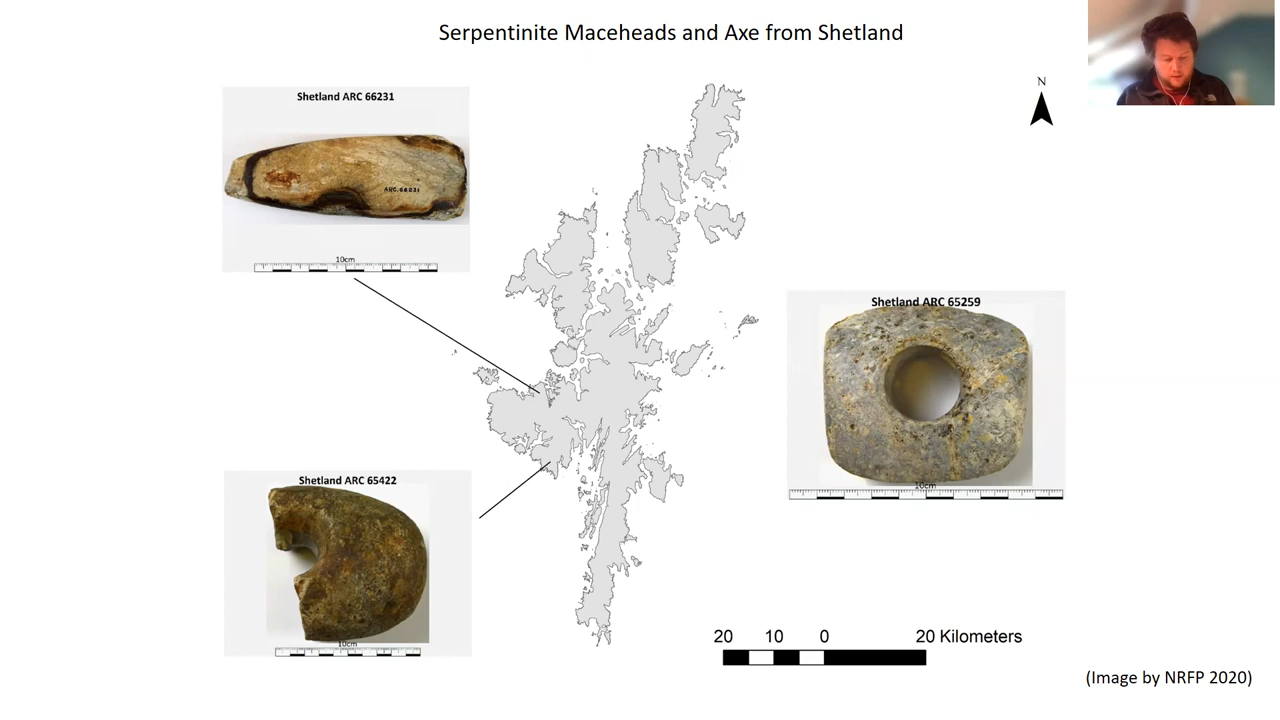 Serpentinite Maceheads and Axe from Shetland
Shetland ARC 66231
ARC. 66231
10cm
N
Shetland ARC 65259
10cm
Shetland ARC 65422
10cm
20 10 0 20 Kilometers
(Image by NRFP 2020)